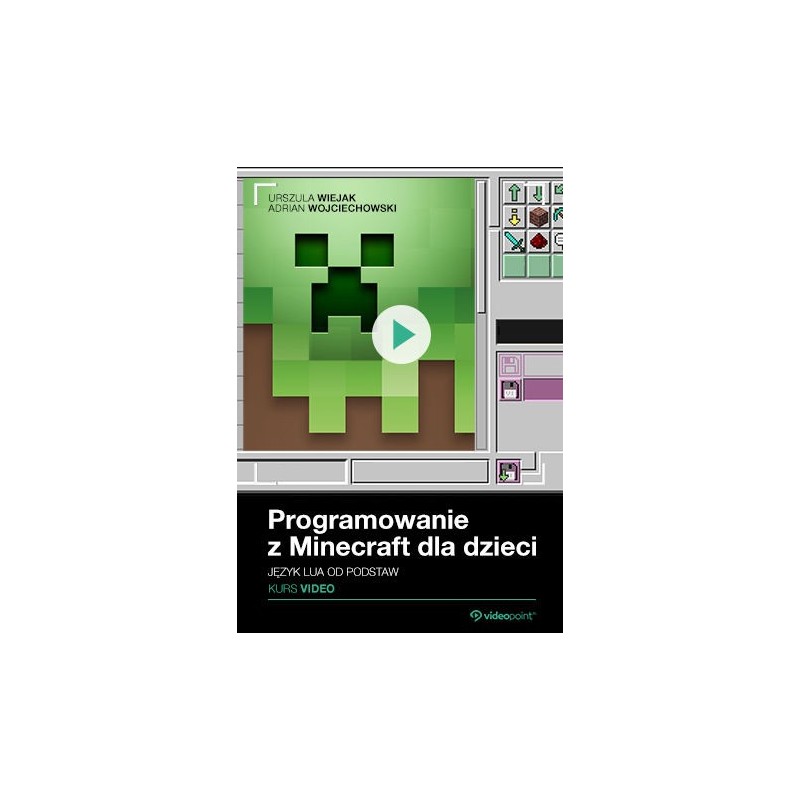 URSZULA WIEJAK
ADRIAN WOJCIECHOWSKI
Programowanie
z Minecraft dla dzieci
JĘZYK LUA OD PODSTAW
KURS VIDEO
videopoint